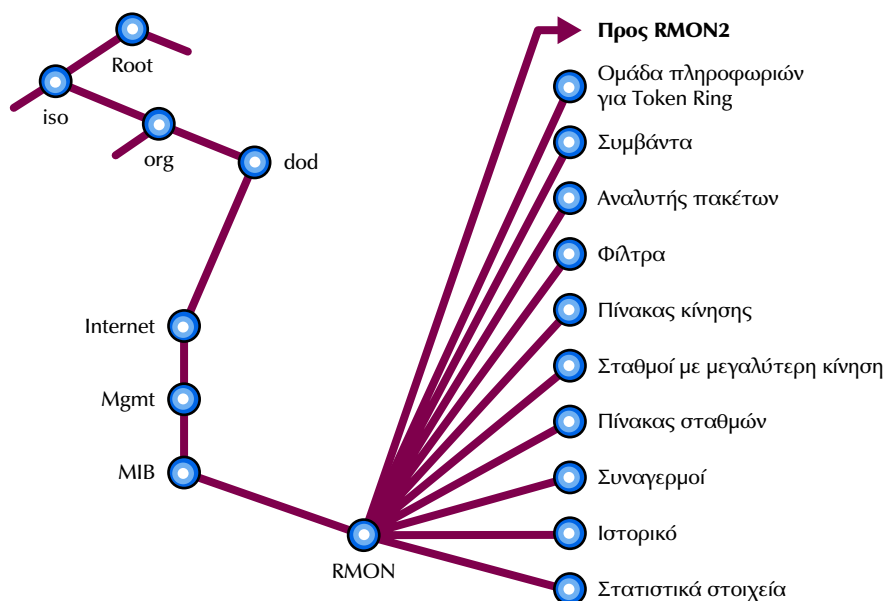 Root
iso
org
dod
Internet
Mgmt
MIB
RMON
Προς RMON2
Ομάδα πληροφωριών
για Token Ring
Συμβάντα
Αναλυτής πακέτων
Φίλτρα
Πίνακας κίνησης
Σταθμοί με μεγαλύτερη κίνηση
Πίνακας σταθμών
Συναγερμοί
Ιστορικό
Στατιστικά στοιχεία